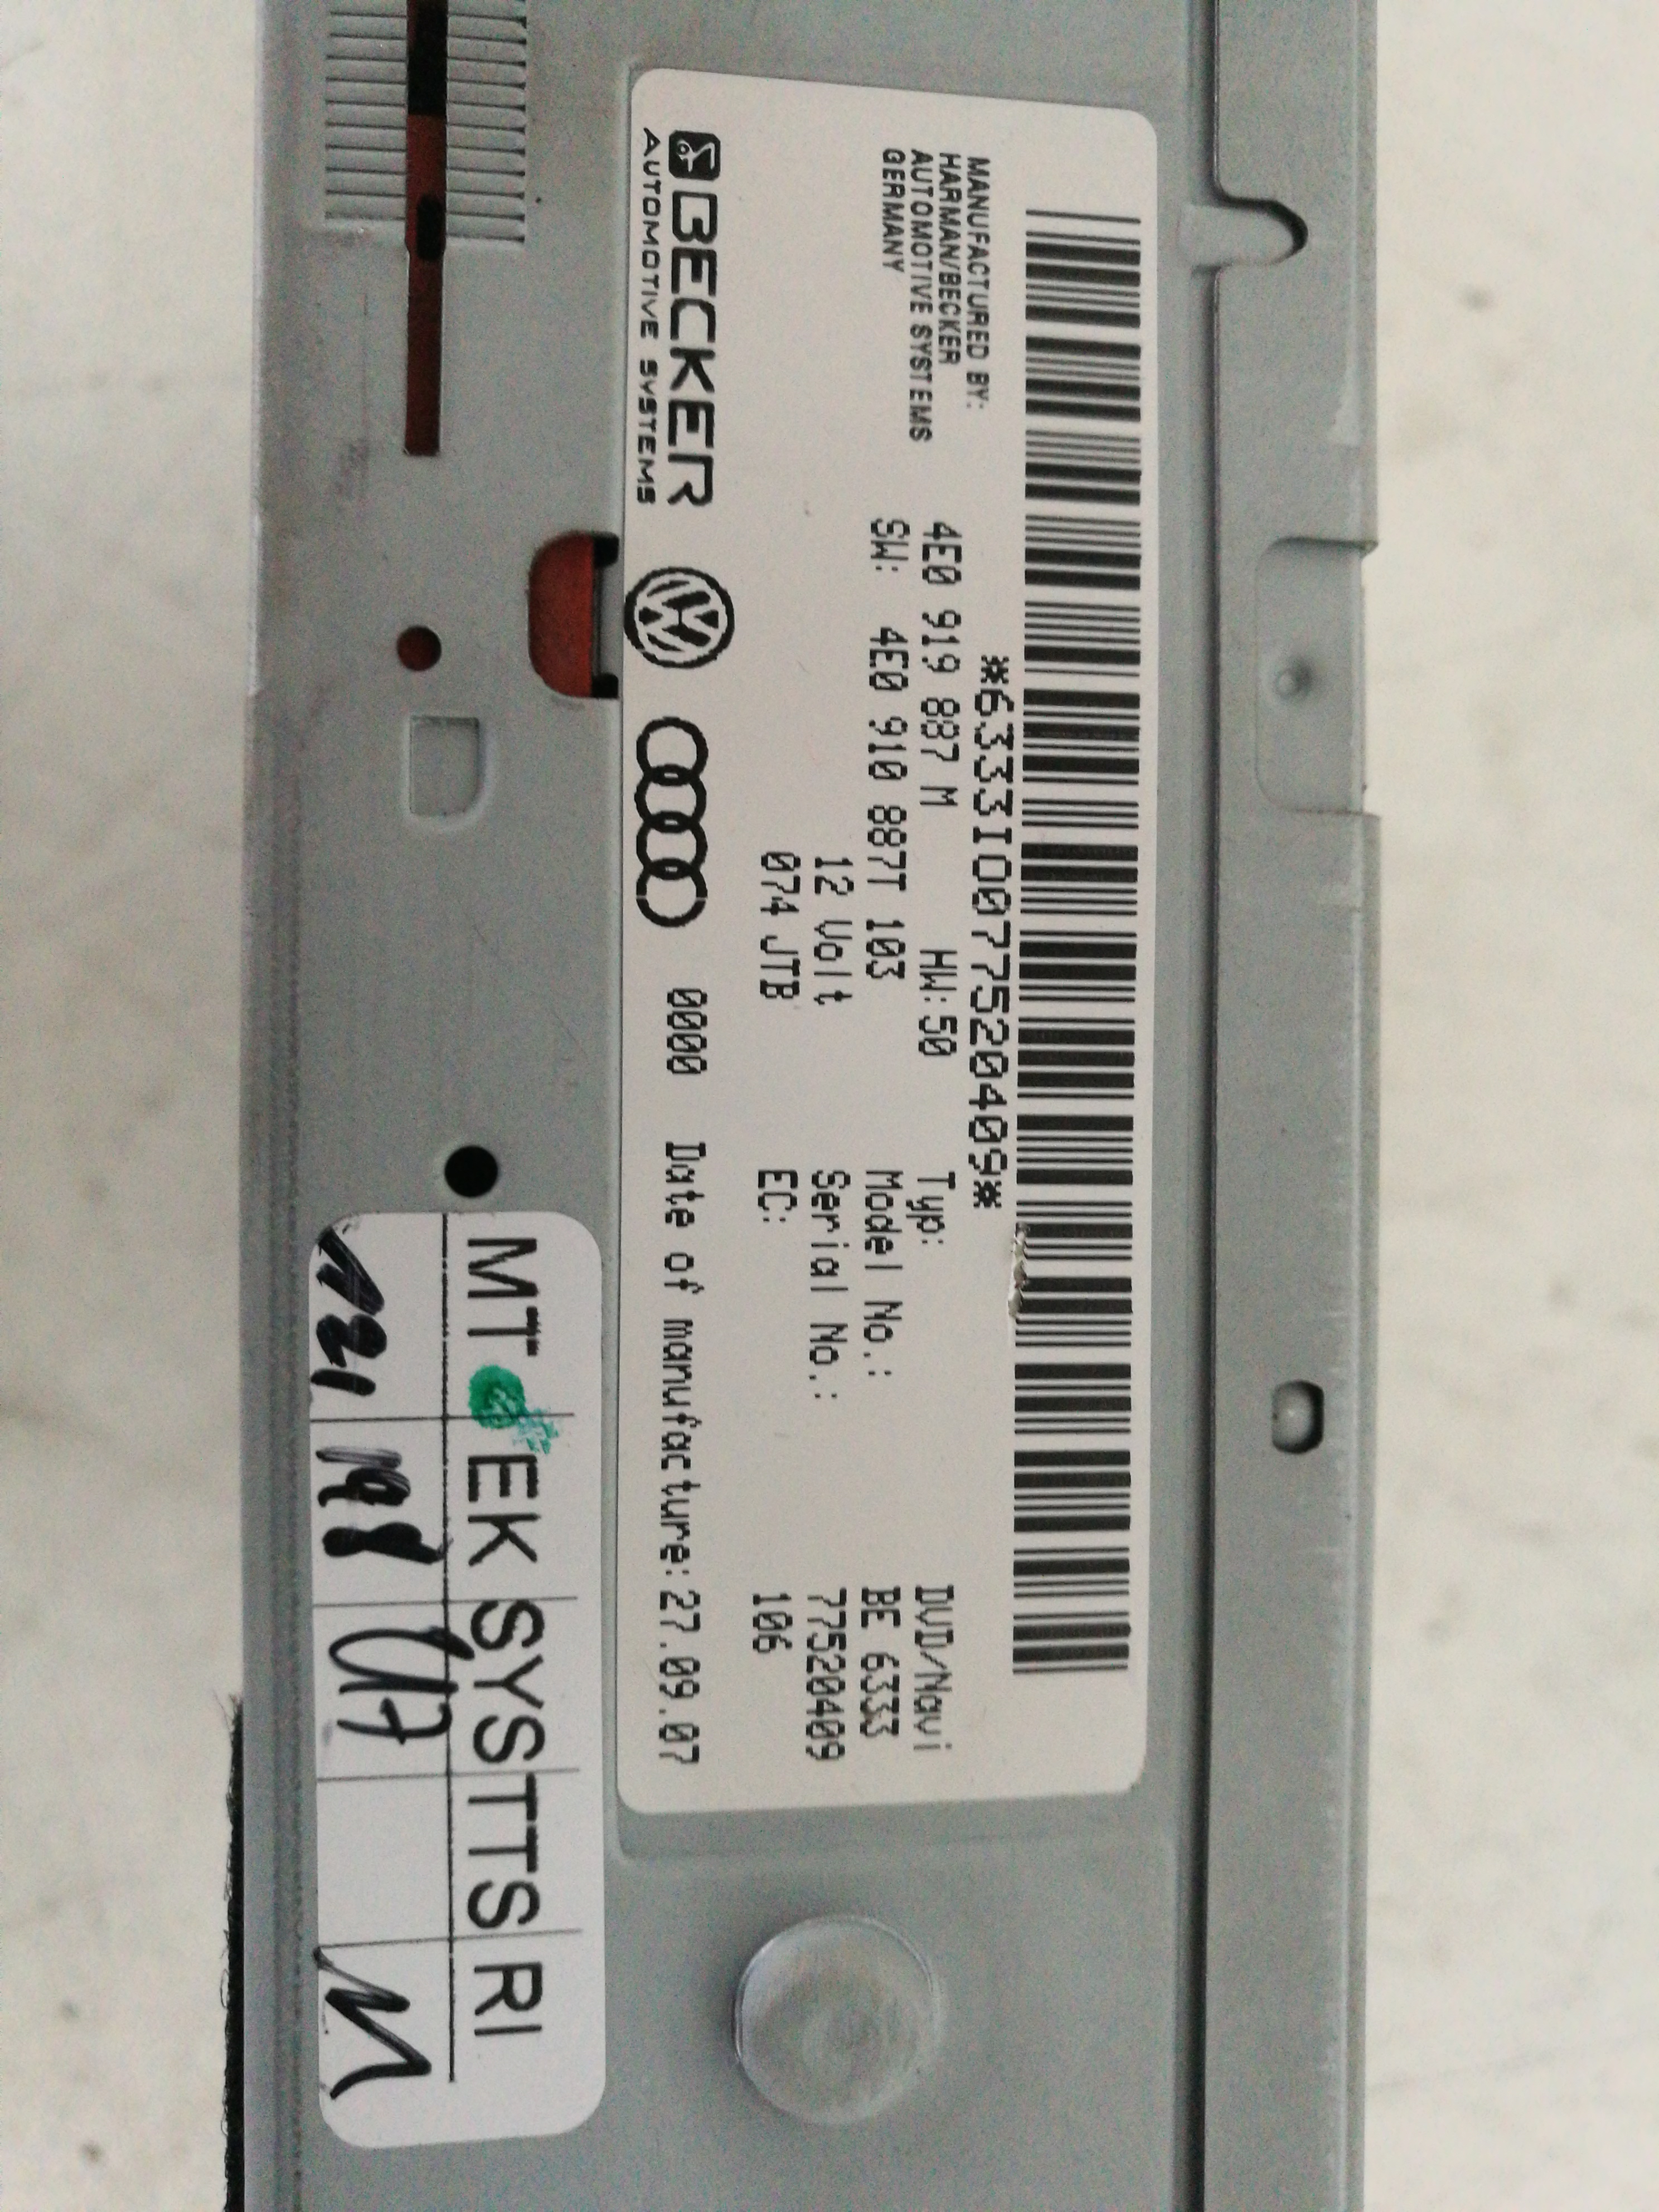 *6333I0077520409*
MANUFACTURED BY:
HARMAN/BECKER
AUTOMOTIVE SYSTEMS
GERMANY
4E0 919 887 M HW:50
SW: 4E0 910 887T 103
12 Volt
074 JTB
Typ: DVD/Navi
Model No.: BE 6333
Serial No.: 77520409
EC: 106
BECKER
AUTOMOTIVE SYSTEMS
0000 Date of manufacture:27.09.07
MT EK SYSTTS RI